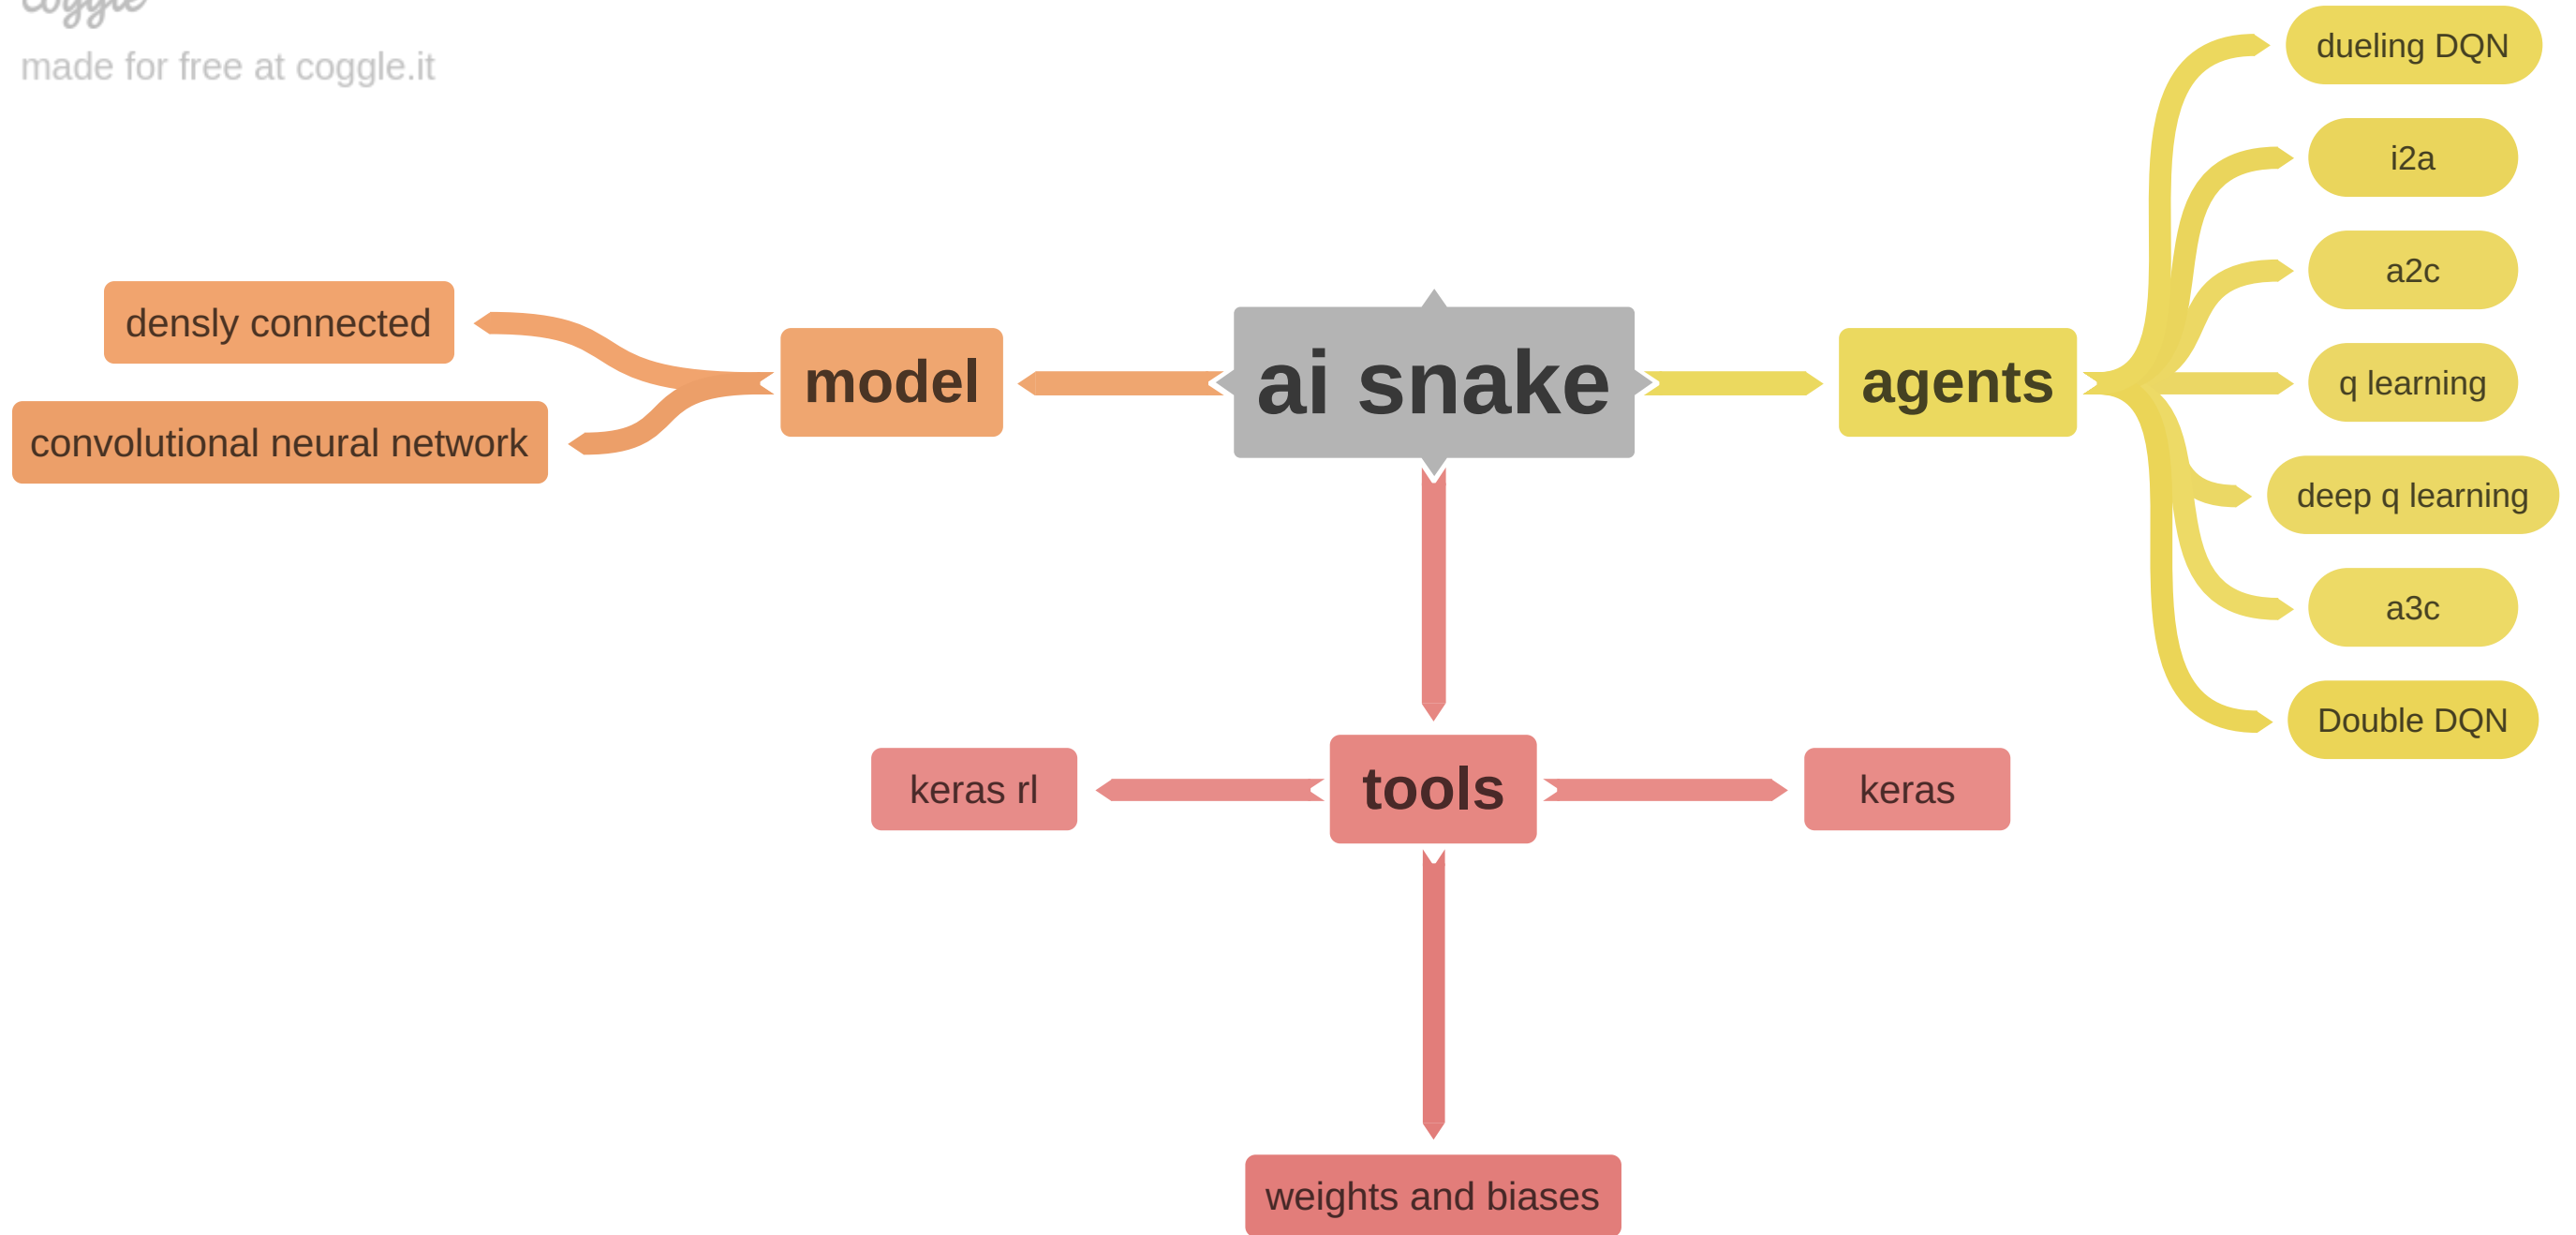 coggle
made for free at coggle.it
dueling DQN
i2a
a2c
densly connected
model
ai snake
agents
q learning
convolutional neural network
deep q learning
a3c
Double DQN
keras rl
tools
keras
weights and biases